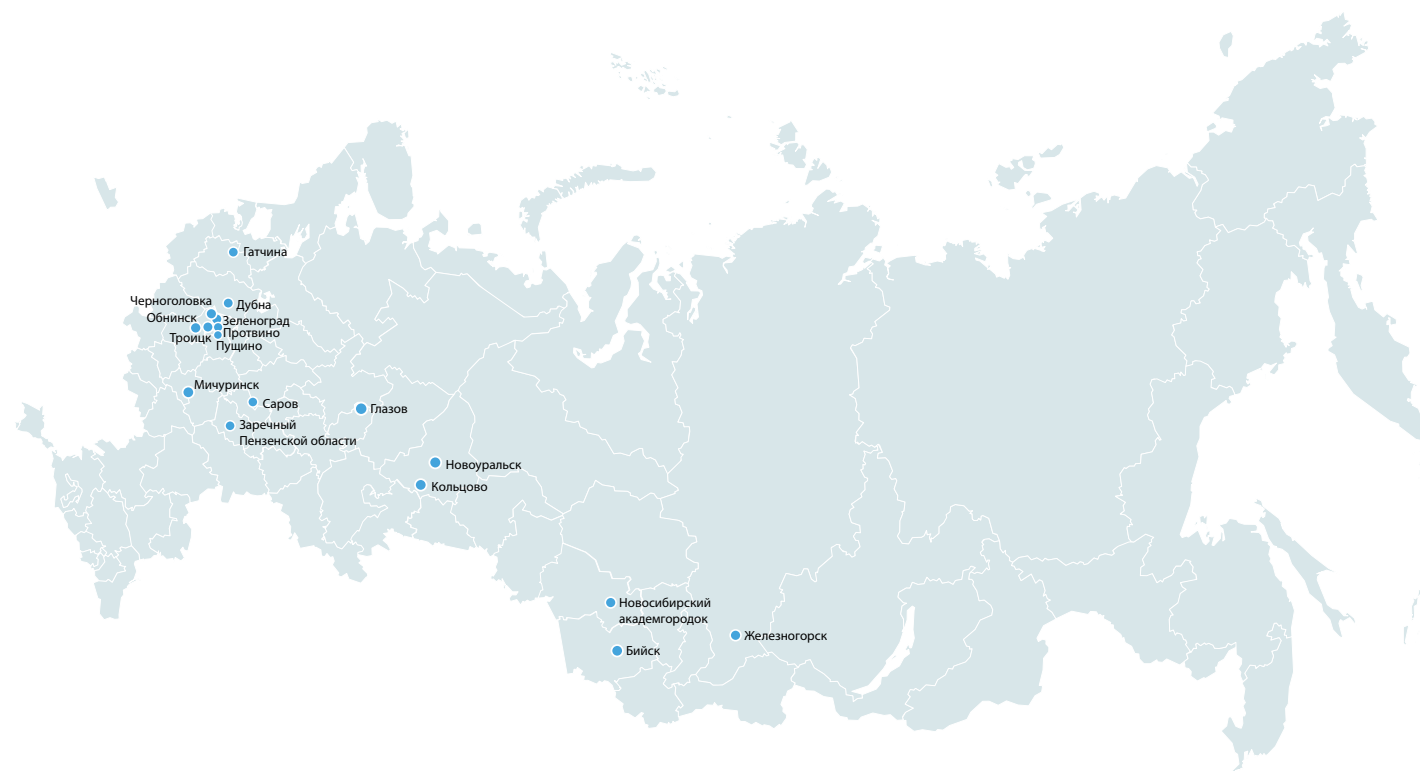 Гатчина
Черноголовка
Дубна
Обнинск
Зеленоград
Протвино
Троицк
Пущино
Мичуринск
Саров
Глазов
Заречный
Пензенской области
Новоуральск
Кольцово
Новосибирский
академгородок
Железногорск
Бийск